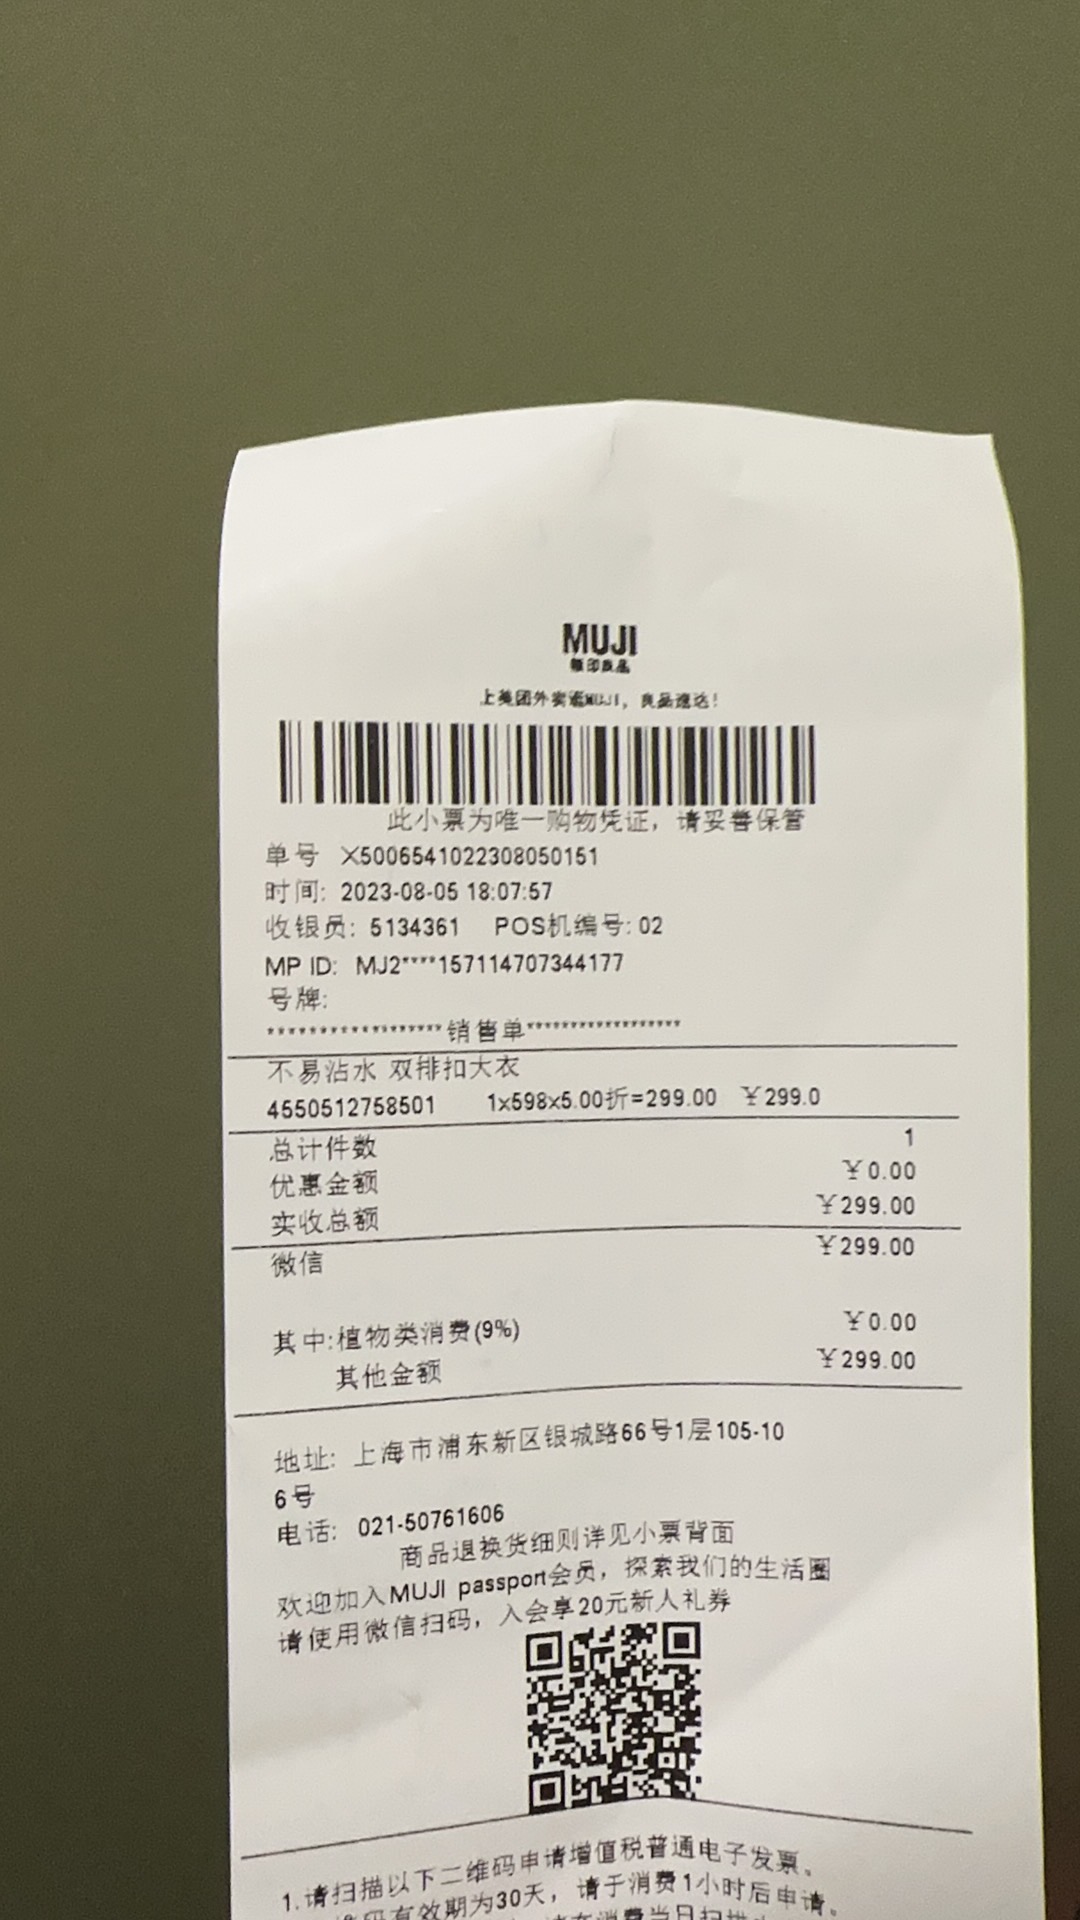 MUJI
無印良品
上美团外卖逛MUJI，良品速达！
此小票为唯一购物凭证，请妥善保管
单号 X5006541022308050151
时间: 2023-08-05 18:07:57
收银员: 5134361 POS机编号: 02
MP ID: MJ2****157114707344177
号牌:
******************销售单******************
不易沾水 双排扣大衣
4550512758501 1x598x5.00折=299.00 ￥299.0
总计件数 1
优惠金额 ￥0.00
实收总额 ￥299.00
微信 ￥299.00
其中:植物类消费(9%) ￥0.00
其他金额 ￥299.00
地址: 上海市浦东新区银城路66号1层105-10
6号
电话: 021-50761606
商品退换货细则详见小票背面
欢迎加入MUJI passport会员，探索我们的生活圈
请使用微信扫码，入会享20元新人礼券
1.请扫描以下二维码申请增值税普通电子发票。
维码有效期为30天，请于消费1小时后申请。